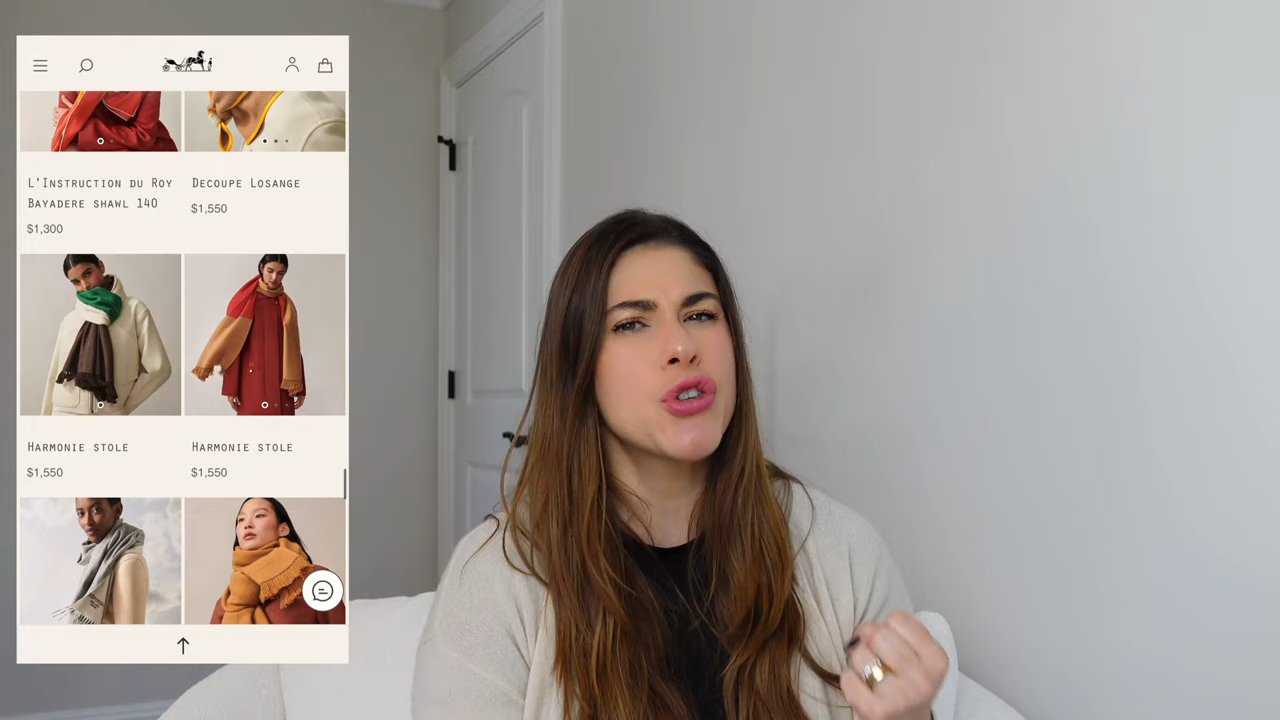 L'Instruction du Roy
Bayadere shawl 140
$1,300
Decoupe Losange
$1,550
Harmonie stole
$1,550
Harmonie stole
$1,550